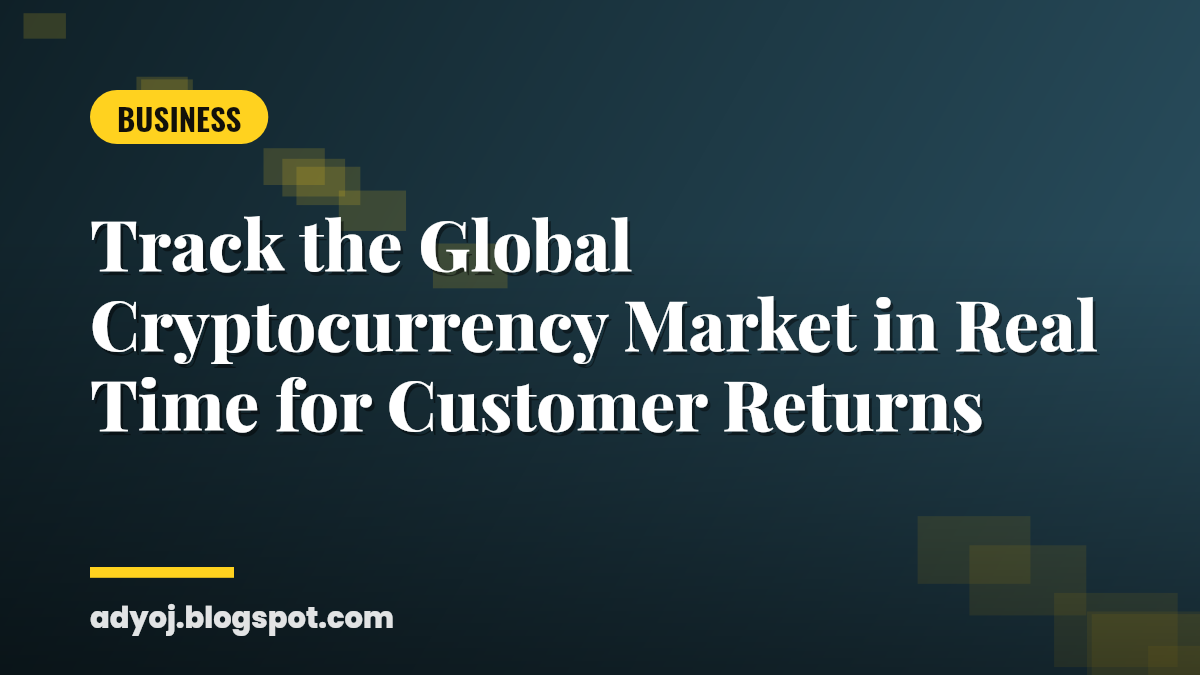 BUSINESS
Track the Global
Cryptocurrency Market in Real
Time for Customer Returns
adyoj.blogspot.com